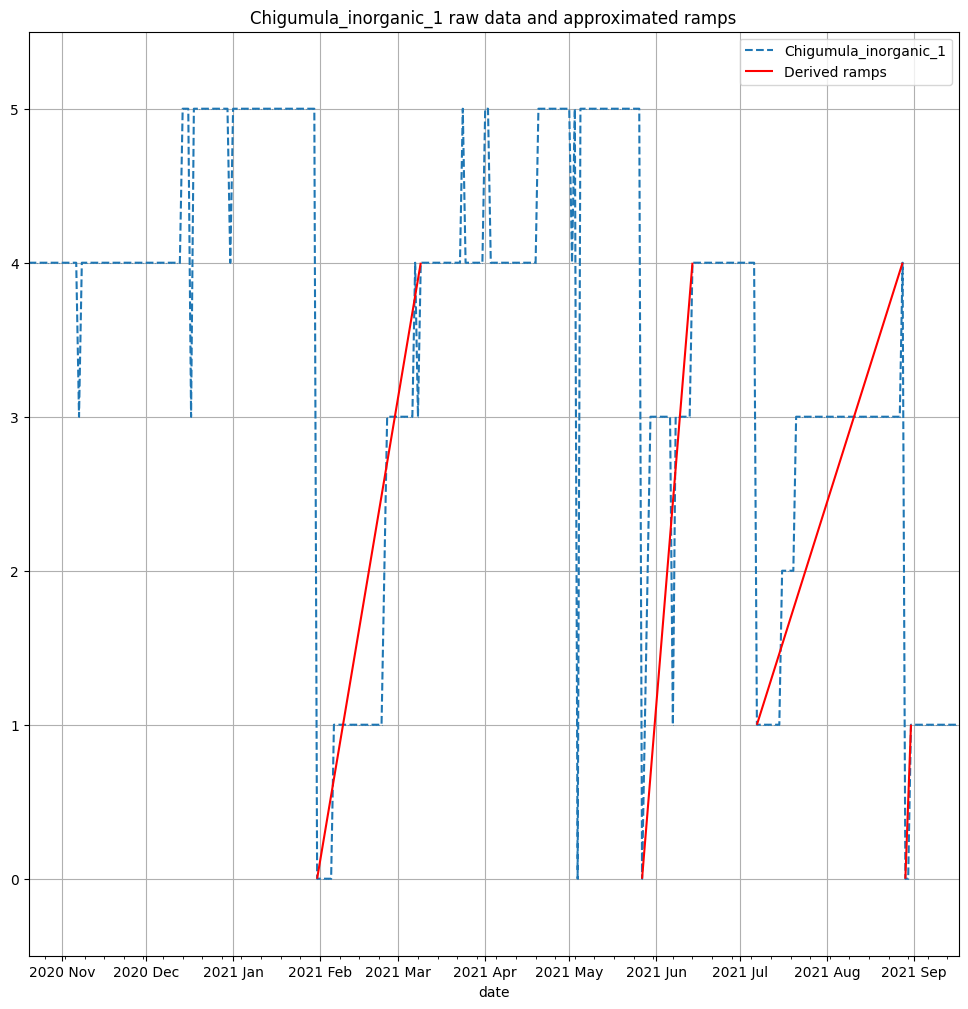 Chigumula_inorganic_1 raw data and approximated ramps
Chigumula_inorganic_1
Derived ramps
5
4
3
2
1
0
2020 Nov 2020 Dec 2021 Jan 2021 Feb 2021 Mar 2021 Apr 2021 May 2021 Jun 2021 Jul 2021 Aug 2021 Sep
date